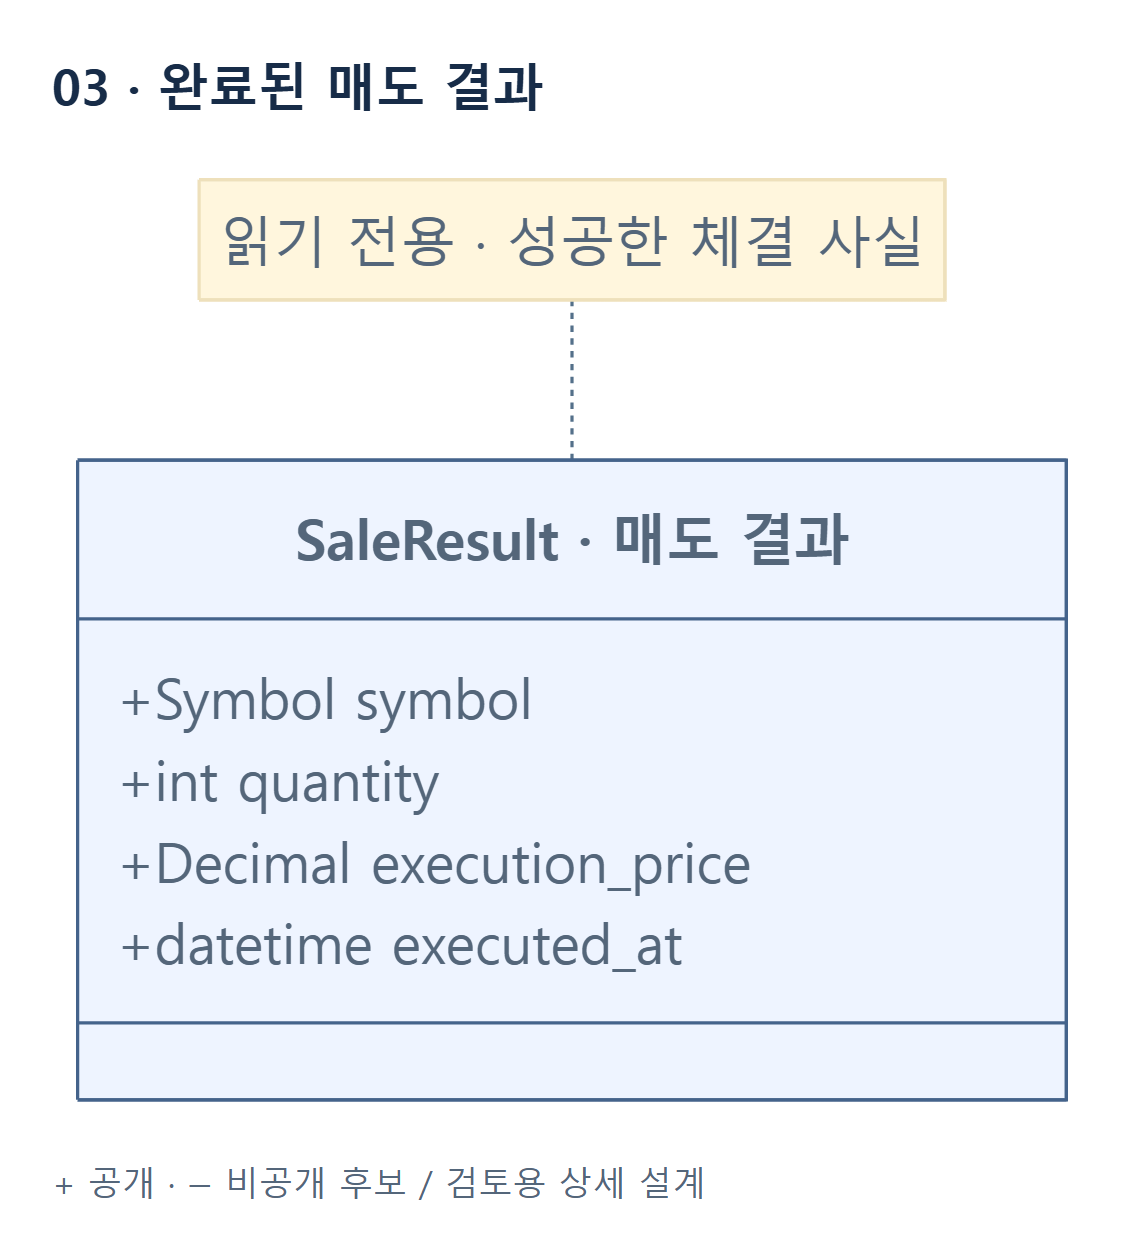 03 · 완료된 매도 결과
읽기 전용 · 성공한 체결 사실
SaleResult · 매도 결과
+Symbol symbol
+int quantity
+Decimal execution_price
+datetime executed_at
+ 공개 · − 비공개 후보 / 검토용 상세 설계